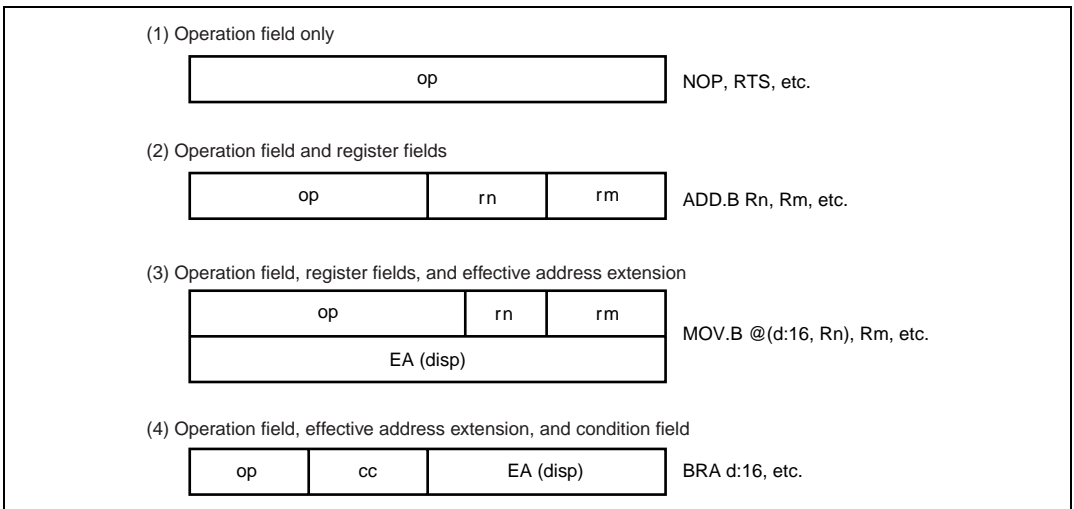 (1) Operation field only
op
NOP, RTS, etc.
(2) Operation field and register fields
op rn rm
ADD.B Rn, Rm, etc.
(3) Operation field, register fields, and effective address extension
op rn rm
MOV.B @(d:16, Rn), Rm, etc.
EA (disp)
(4) Operation field, effective address extension, and condition field
op cc EA (disp)
BRA d:16, etc.